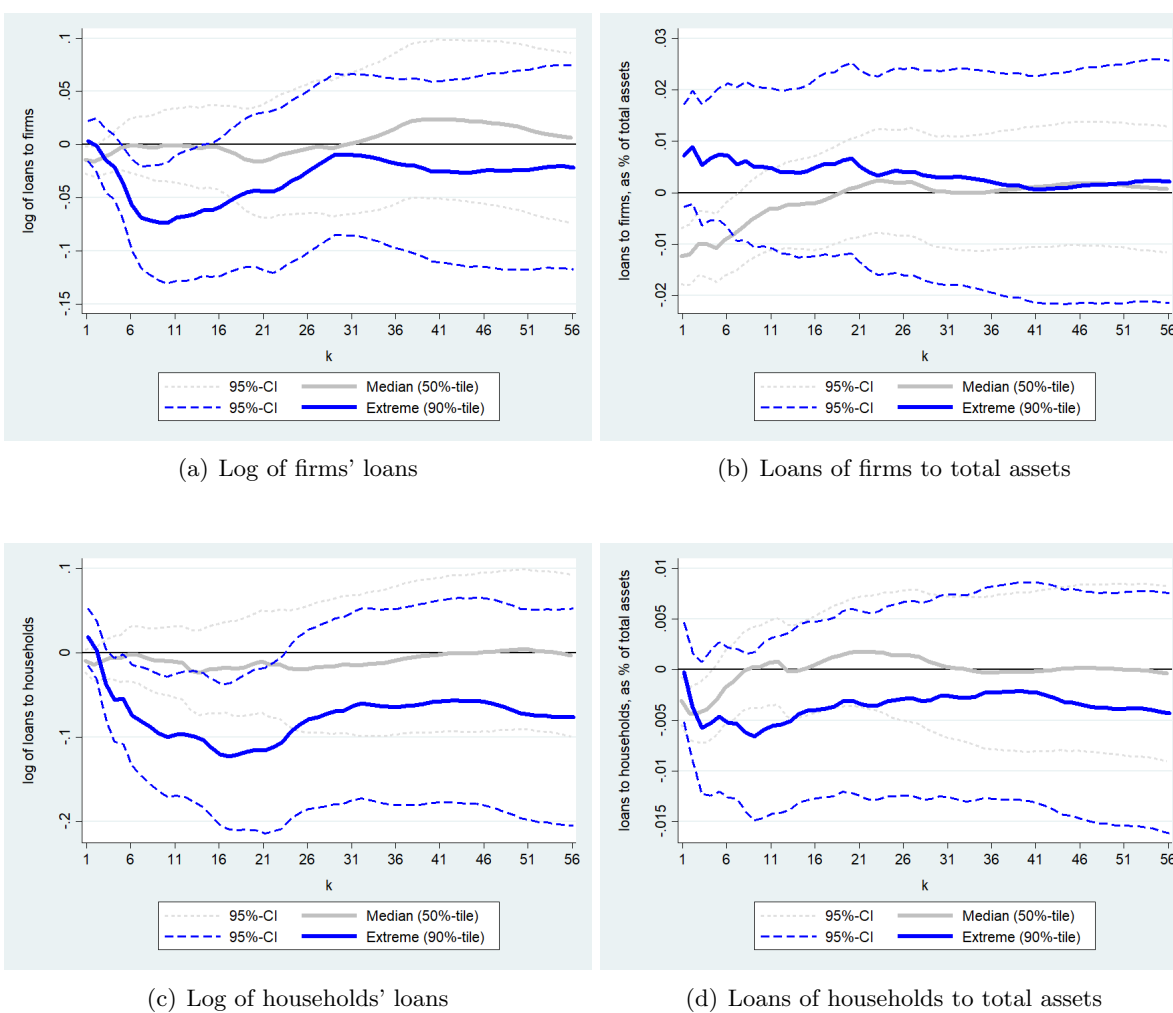 log of loans to firms
.1
.05
0
-.05
-.1
-.15
1 6 11 16 21 26 31 36 41 46 51 56
k
95%-CI Median (50%-tile)
95%-CI Extreme (90%-tile)
(a) Log of firms' loans
loans to firms, as % of total assets
.03
.02
.01
0
-.01
-.02
1 6 11 16 21 26 31 36 41 46 51 56
k
95%-CI Median (50%-tile)
95%-CI Extreme (90%-tile)
(b) Loans of firms to total assets
log of loans to households
.1
0
-.1
-.2
1 6 11 16 21 26 31 36 41 46 51 56
k
95%-CI Median (50%-tile)
95%-CI Extreme (90%-tile)
(c) Log of households' loans
loans to households, as % of total assets
.01
.005
0
-.005
-.01
-.015
1 6 11 16 21 26 31 36 41 46 51 56
k
95%-CI Median (50%-tile)
95%-CI Extreme (90%-tile)
(d) Loans of households to total assets